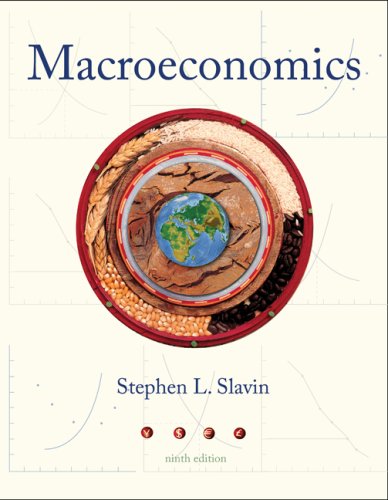 Macroeconomics
Stephen L. Slavin
¥ $ € £
ninth edition